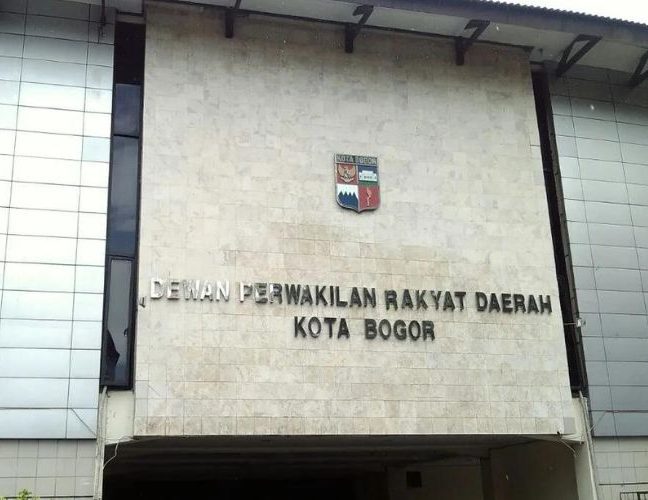 KOTA BOGOR
DEWAN PERWAKILAN RAKYAT DAERAH
KOTA BOGOR